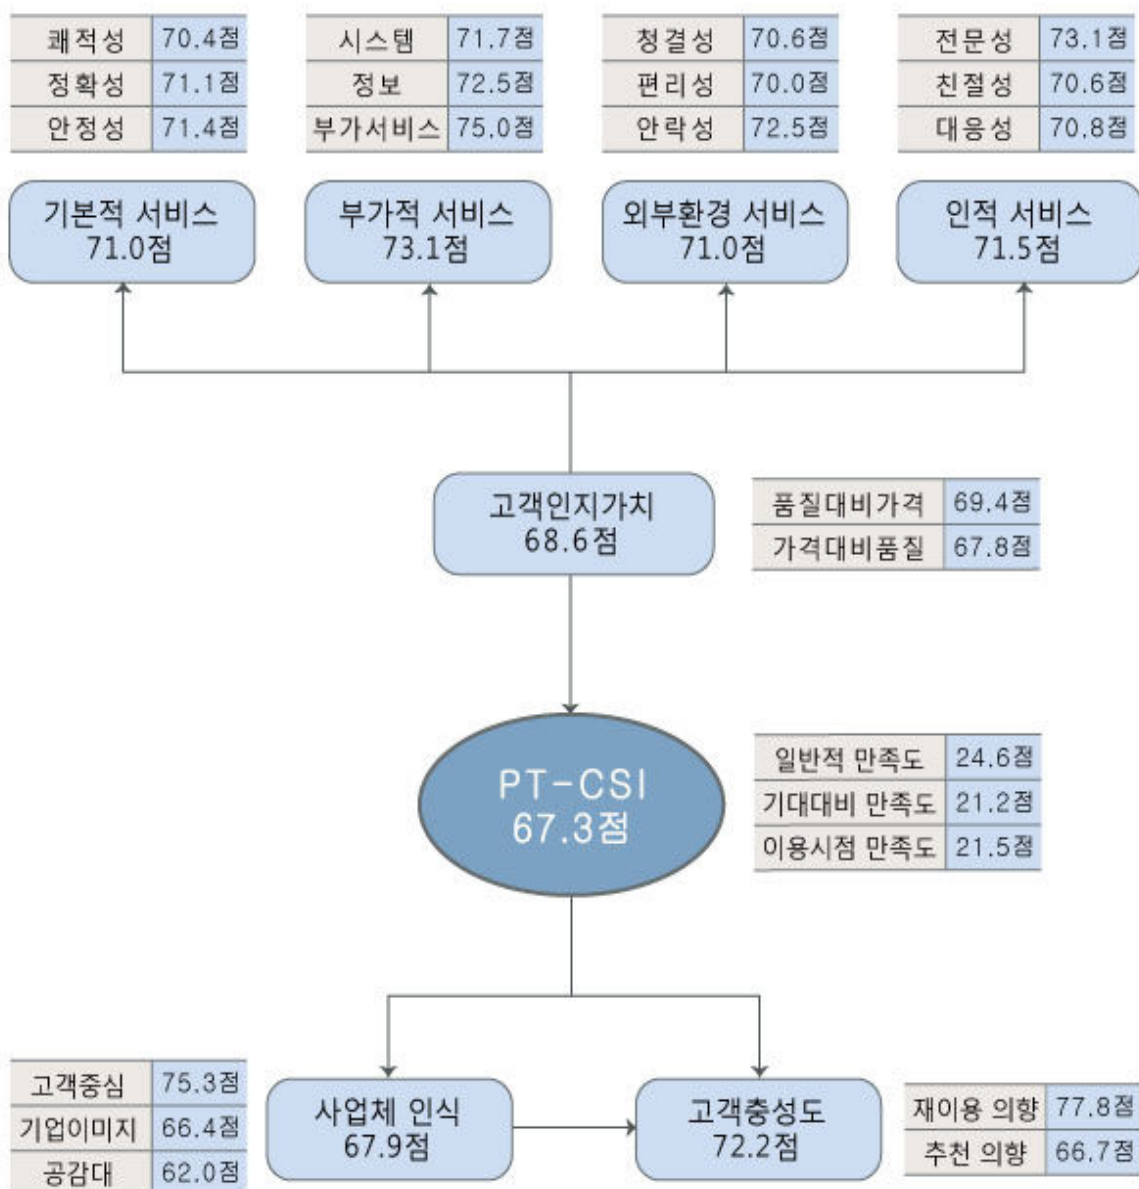 쾌적성 70.4점
정확성 71.1점
안정성 71.4점
시스템 71.7점
정보 72.5점
부가서비스 75.0점
청결성 70.6점
편리성 70.0점
안락성 72.5점
전문성 73.1점
친절성 70.6점
대응성 70.8점
기본적 서비스
71.0점
부가적 서비스
73.1점
외부환경 서비스
71.0점
인적 서비스
71.5점
고객인지가치
68.6점
품질대비가격 69.4점
가격대비품질 67.8점
PT-CSI
67.3점
일반적 만족도 24.6점
기대대비 만족도 21.2점
이용시점 만족도 21.5점
고객중심 75.3점
기업이미지 66.4점
공감대 62.0점
사업체 인식
67.9점
고객충성도
72.2점
재이용 의향 77.8점
추천 의향 66.7점